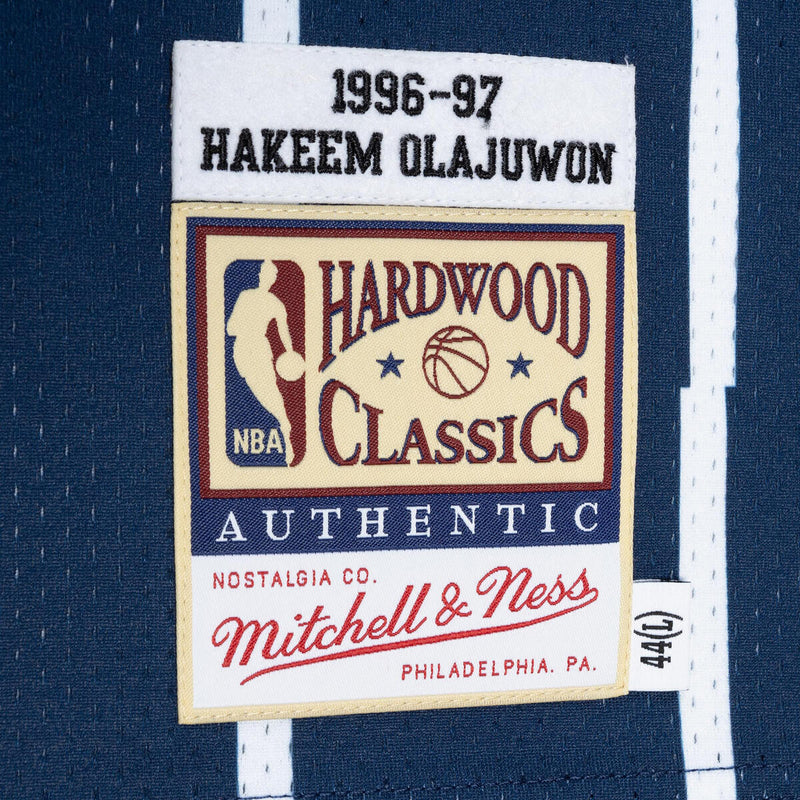 1996-97
HAKEEM OLAJUWON
HARDWOOD
CLASSICS
NBA
AUTHENTIC
NOSTALGIA CO.
Mitchell & Ness
PHILADELPHIA. PA.
44(L)